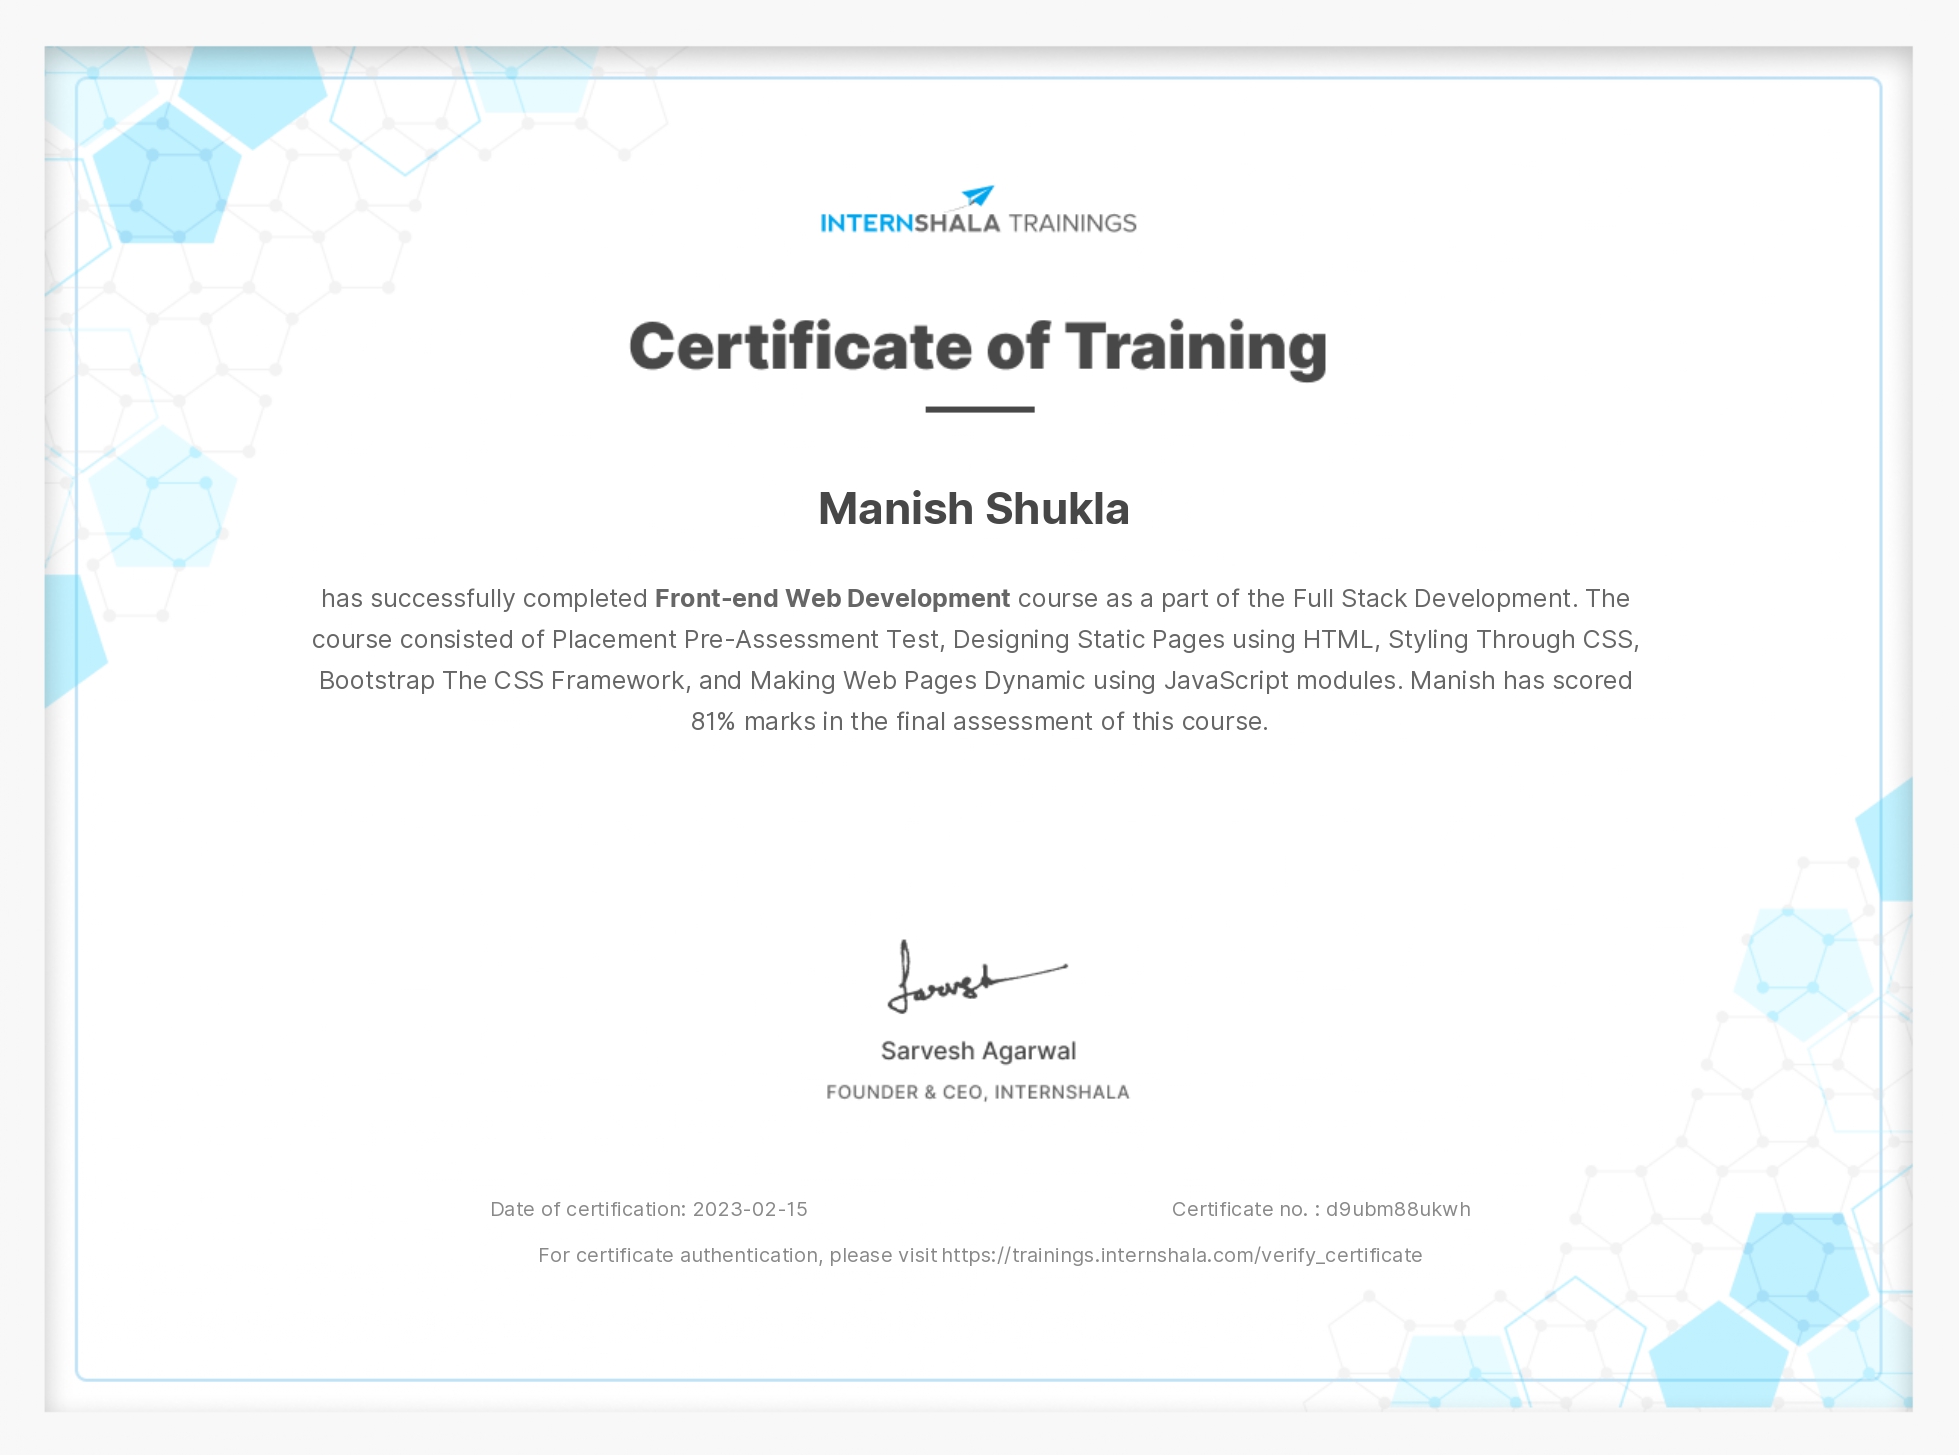 INTERNSHALA TRAININGS
Certificate of Training
Manish Shukla
has successfully completed Front-end Web Development course as a part of the Full Stack Development. The
course consisted of Placement Pre-Assessment Test, Designing Static Pages using HTML, Styling Through CSS,
Bootstrap The CSS Framework, and Making Web Pages Dynamic using JavaScript modules. Manish has scored
81% marks in the final assessment of this course.
Sarvesh
Sarvesh Agarwal
FOUNDER & CEO, INTERNSHALA
Date of certification: 2023-02-15 Certificate no. : d9ubm88ukwh
For certificate authentication, please visit https://trainings.internshala.com/verify_certificate